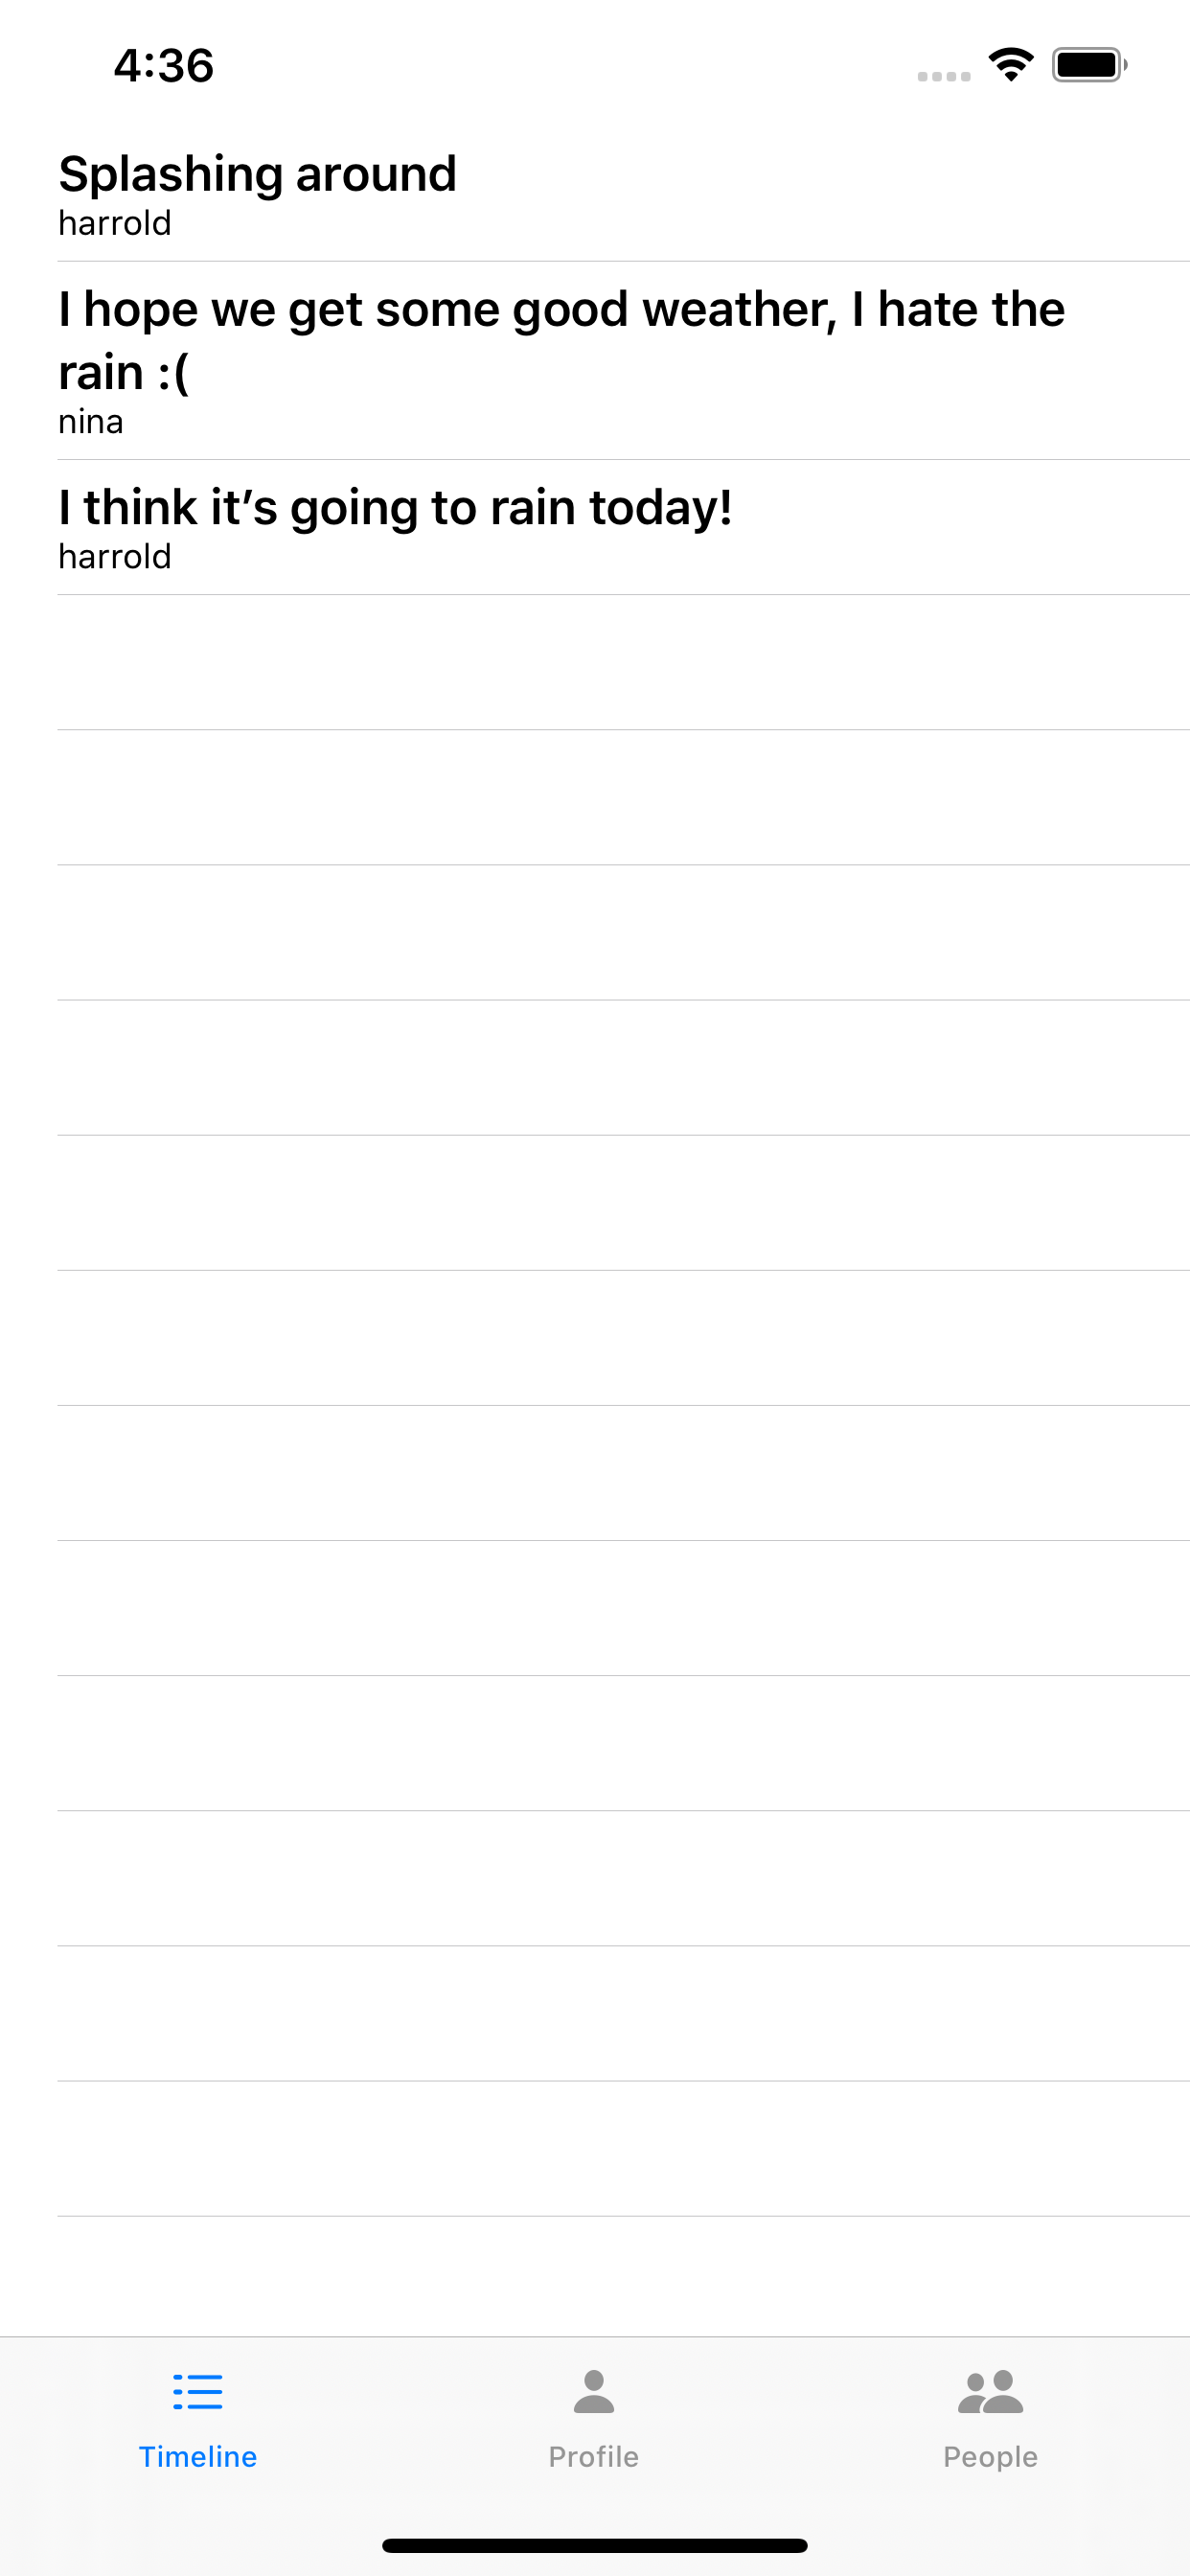 4:36
Splashing around
harrold
I hope we get some good weather, I hate the
rain :(
nina
I think it’s going to rain today!
harrold
Timeline Profile People